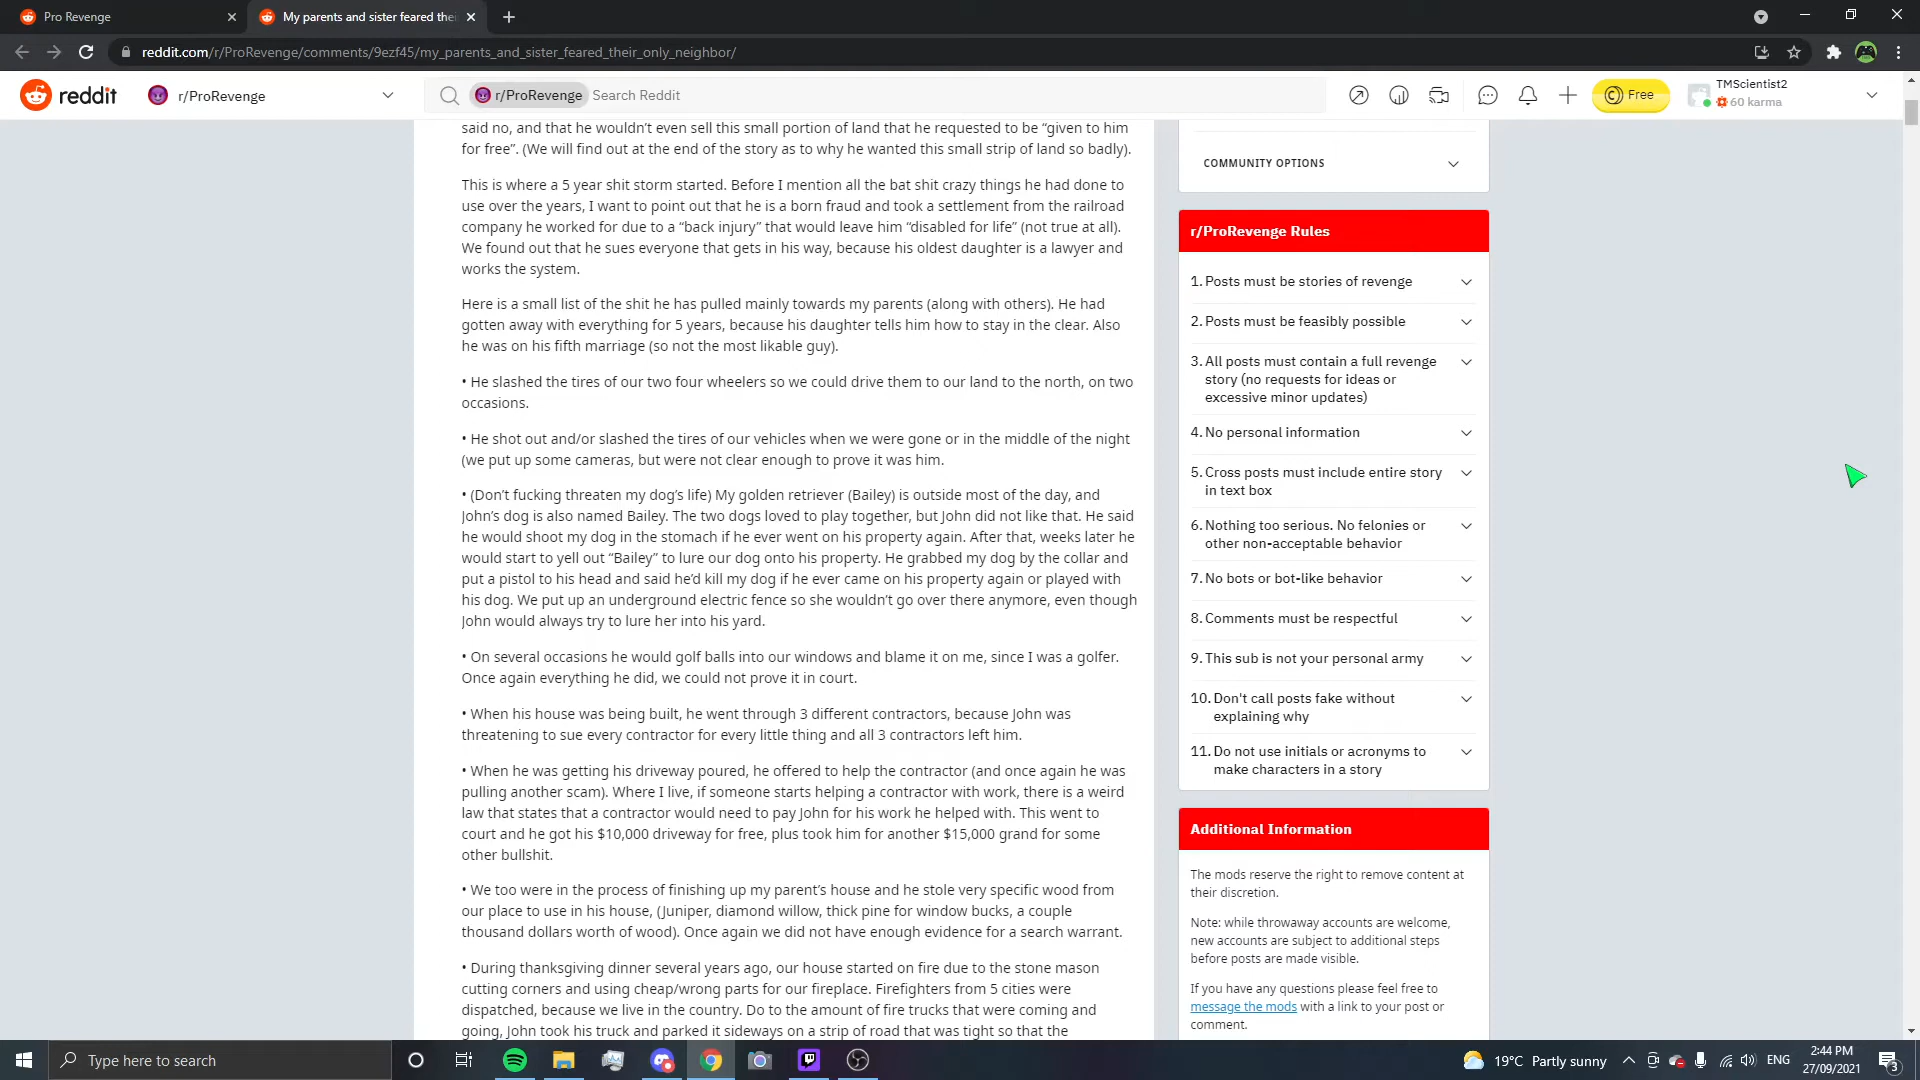 Pro Revenge
My parents and sister feared thei
reddit.com/r/ProRevenge/comments/9ezf45/my_parents_and_sister_feared_their_only_neighbor/
reddit
r/ProRevenge
r/ProRevenge
Search Reddit
Free
TMScientist2
60 karma
said no, and that he wouldn’t even sell this small portion of land that he requested to be “given to him
for free”. (We will find out at the end of the story as to why he wanted this small strip of land so badly).
This is where a 5 year shit storm started. Before I mention all the bat shit crazy things he had done to
use over the years, I want to point out that he is a born fraud and took a settlement from the railroad
company he worked for due to a “back injury” that would leave him “disabled for life” (not true at all).
We found out that he sues everyone that gets in his way, because his oldest daughter is a lawyer and
works the system.
Here is a small list of the shit he has pulled mainly towards my parents (along with others). He had
gotten away with everything for 5 years, because his daughter tells him how to stay in the clear. Also
he was on his fifth marriage (so not the most likable guy).
• He slashed the tires of our two four wheelers so we could drive them to our land to the north, on two
occasions.
• He shot out and/or slashed the tires of our vehicles when we were gone or in the middle of the night
(we put up some cameras, but were not clear enough to prove it was him.
• (Don’t fucking threaten my dog’s life) My golden retriever (Bailey) is outside most of the day, and
John’s dog is also named Bailey. The two dogs loved to play together, but John did not like that. He said
he would shoot my dog in the stomach if he ever went on his property again. After that, weeks later he
would start to yell out “Bailey” to lure our dog onto his property. He grabbed my dog by the collar and
put a pistol to his head and said he’d kill my dog if he ever came on his property again or played with
his dog. We put up an underground electric fence so she wouldn’t go over there anymore, even though
John would always try to lure her into his yard.
• On several occasions he would golf balls into our windows and blame it on me, since I was a golfer.
Once again everything he did, we could not prove it in court.
• When his house was being built, he went through 3 different contractors, because John was
threatening to sue every contractor for every little thing and all 3 contractors left him.
• When he was getting his driveway poured, he offered to help the contractor (and once again he was
pulling another scam). Where I live, if someone starts helping a contractor with work, there is a weird
law that states that a contractor would need to pay John for his work he helped with. This went to
court and he got his $10,000 driveway for free, plus took him for another $15,000 grand for some
other bullshit.
• We too were in the process of finishing up my parent’s house and he stole very specific wood from
our place to use in his house, (Juniper, diamond willow, thick pine for window bucks, a couple
thousand dollars worth of wood). Once again we did not have enough evidence for a search warrant.
• During thanksgiving dinner several years ago, our house started on fire due to the stone mason
cutting corners and using cheap/wrong parts for our fireplace. Firefighters from 5 cities were
dispatched, because we live in the country. Do to the amount of fire trucks that were coming and
going, John took his truck and parked it sideways on a strip of road that was tight so that the
COMMUNITY OPTIONS
r/ProRevenge Rules
1. Posts must be stories of revenge
2. Posts must be feasibly possible
3. All posts must contain a full revenge
story (no requests for ideas or
excessive minor updates)
4. No personal information
5. Cross posts must include entire story
in text box
6. Nothing too serious. No felonies or
other non-acceptable behavior
7. No bots or bot-like behavior
8. Comments must be respectful
9. This sub is not your personal army
10. Don't call posts fake without
explaining why
11. Do not use initials or acronyms to
make characters in a story
Additional Information
The mods reserve the right to remove content at
their discretion.
Note: while throwaway accounts are welcome,
new accounts are subject to additional steps
before posts are made visible.
If you have any questions please feel free to
message the mods with a link to your post or
comment.
Type here to search
19°C Partly sunny
ENG
2:44 PM
27/09/2021
3